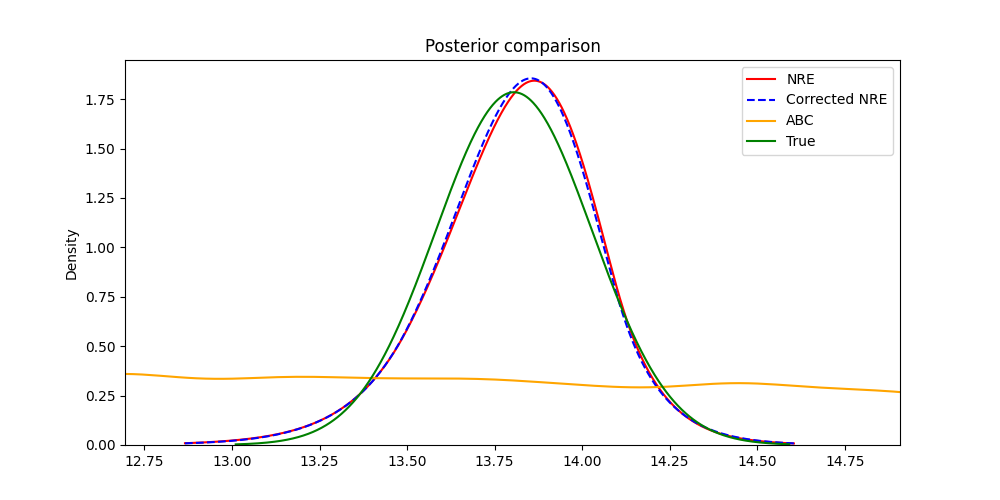 Posterior comparison
NRE
Corrected NRE
ABC
True
Density
1.75
1.50
1.25
1.00
0.75
0.50
0.25
0.00
12.75 13.00 13.25 13.50 13.75 14.00 14.25 14.50 14.75